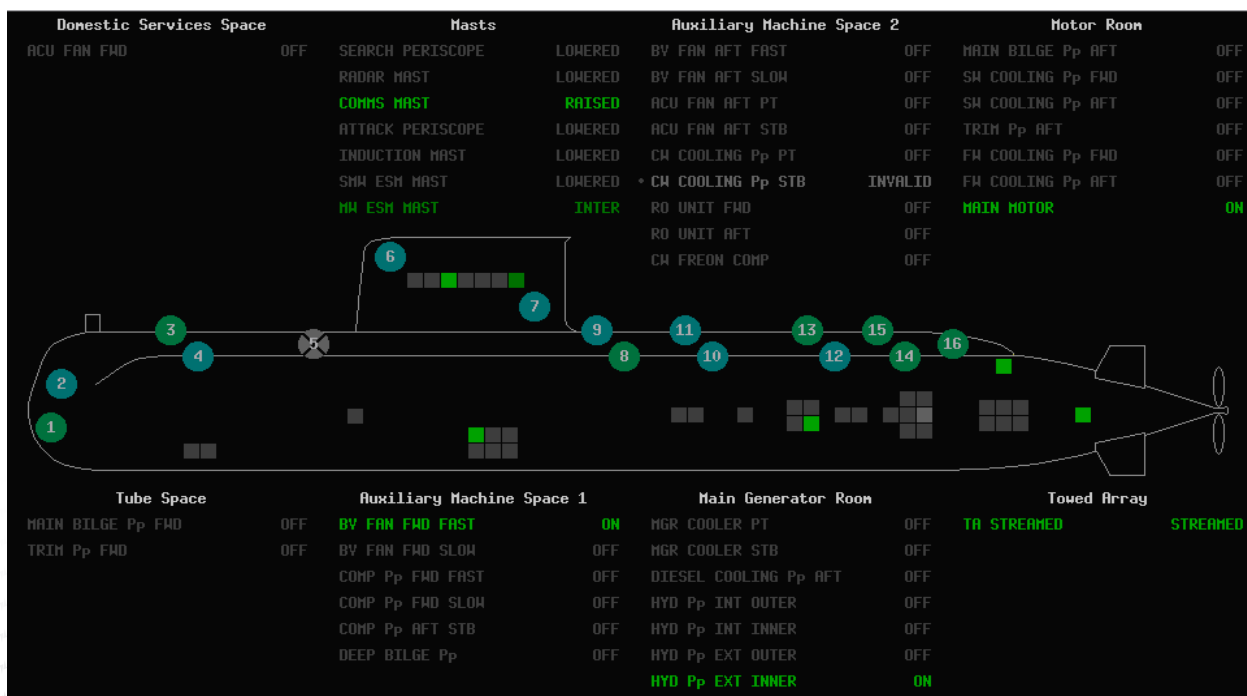 Domestic Services Space
ACU FAN FWD OFF
Masts
SEARCH PERISCOPE LOWERED
RADAR MAST LOWERED
COMMS MAST RAISED
ATTACK PERISCOPE LOWERED
INDUCTION MAST LOWERED
SMW ESM MAST LOWERED
MW ESM MAST INTER
Auxiliary Machine Space 2
BV FAN AFT FAST OFF
BV FAN AFT SLOW OFF
ACU FAN AFT PT OFF
ACU FAN AFT STB OFF
CW COOLING Pp PT OFF
• CW COOLING Pp STB INVALID
RO UNIT FWD OFF
RO UNIT AFT OFF
CW FREON COMP OFF
Motor Room
MAIN BILGE Pp AFT OFF
SW COOLING Pp FWD OFF
SW COOLING Pp AFT OFF
TRIM Pp AFT OFF
FW COOLING Pp FWD OFF
FW COOLING Pp AFT OFF
MAIN MOTOR ON
6
7
3
9
11
13
15
5
16
4
8
10
12
14
2
1
Tube Space
MAIN BILGE Pp FWD OFF
TRIM Pp FWD OFF
Auxiliary Machine Space 1
BV FAN FWD FAST ON
BV FAN FWD SLOW OFF
COMP Pp FWD FAST OFF
COMP Pp FWD SLOW OFF
COMP Pp AFT STB OFF
DEEP BILGE Pp OFF
Main Generator Room
MGR COOLER PT OFF
MGR COOLER STB OFF
DIESEL COOLING Pp AFT OFF
HYD Pp INT OUTER OFF
HYD Pp INT INNER OFF
HYD Pp EXT OUTER OFF
HYD Pp EXT INNER ON
Towed Array
TA STREAMED STREAMED